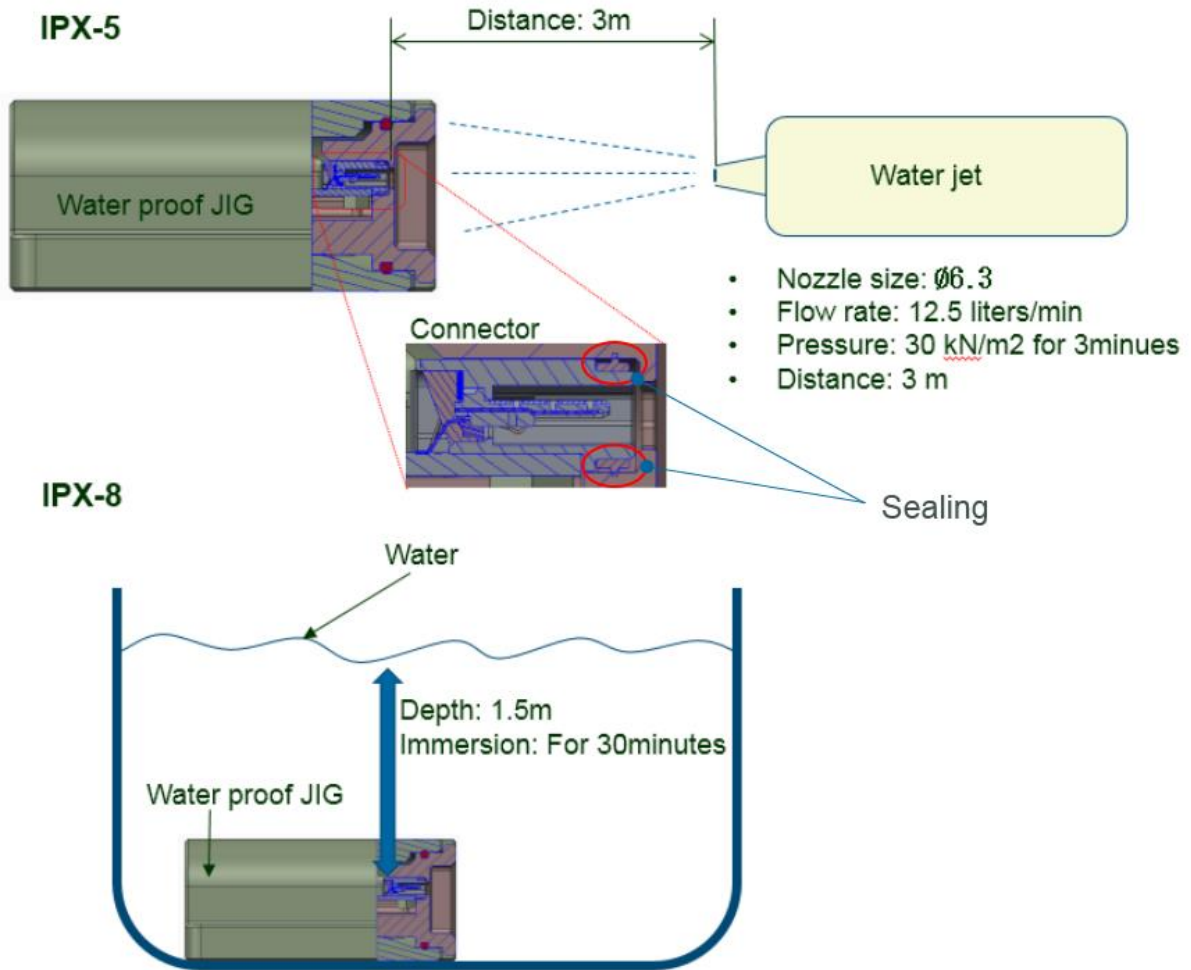 IPX-5
Distance: 3m
Water proof JIG
Water jet
• Nozzle size: Ø6.3
• Flow rate: 12.5 liters/min
• Pressure: 30 kN/m2 for 3minues
• Distance: 3 m
Connector
Sealing
IPX-8
Water
Depth: 1.5m
Immersion: For 30minutes
Water proof JIG